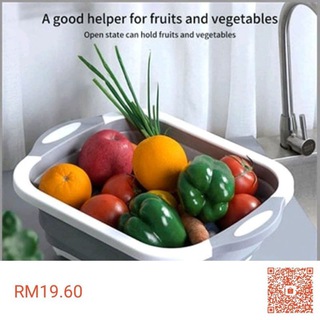 A good helper for fruits and vegetables
Open state can hold fruits and vegetables
RM19.60